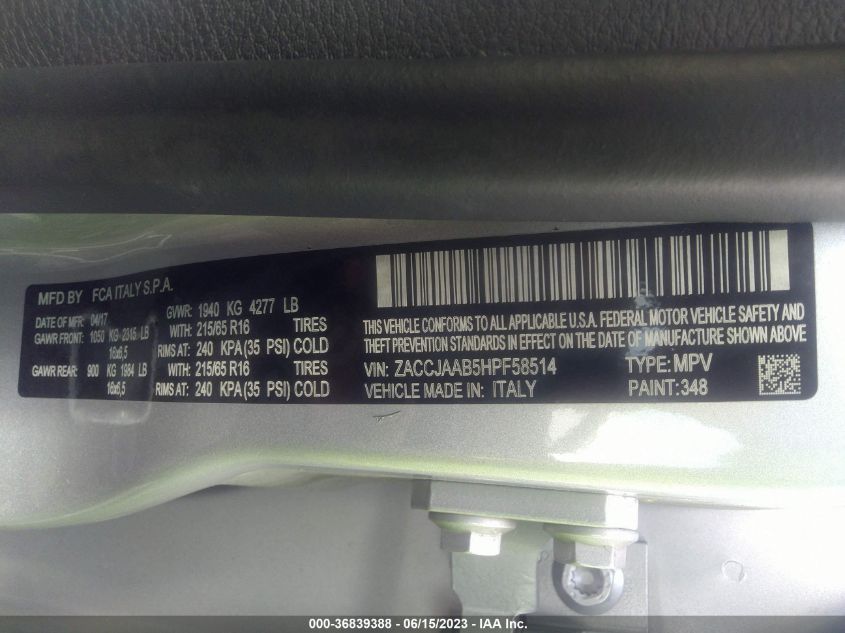 MFD BY FCA ITALY S.P.A.
DATE OF MFR 04/17 GVWR: 1940 KG 4277 LB
GAWR FRONT: 1050 KG 2315 LB WITH: 215/65 R16 TIRES
16x6,5 RIMS AT: 240 KPA(35 PSI) COLD
GAWR REAR: 900 KG 1984 LB WITH: 215/65 R16 TIRES
16x6,5 RIMS AT: 240 KPA(35 PSI) COLD
THIS VEHICLE CONFORMS TO ALL APPLICABLE U.S.A. FEDERAL MOTOR VEHICLE SAFETY AND
THEFT PREVENTION STANDARDS IN EFFECT ON THE DATE OF MANUFACTURE SHOWN ABOVE
VIN: ZACCJAAB5HPF58514 TYPE: MPV
VEHICLE MADE IN: ITALY PAINT: 348
000-36839388 - 06/15/2023 - IAA Inc.